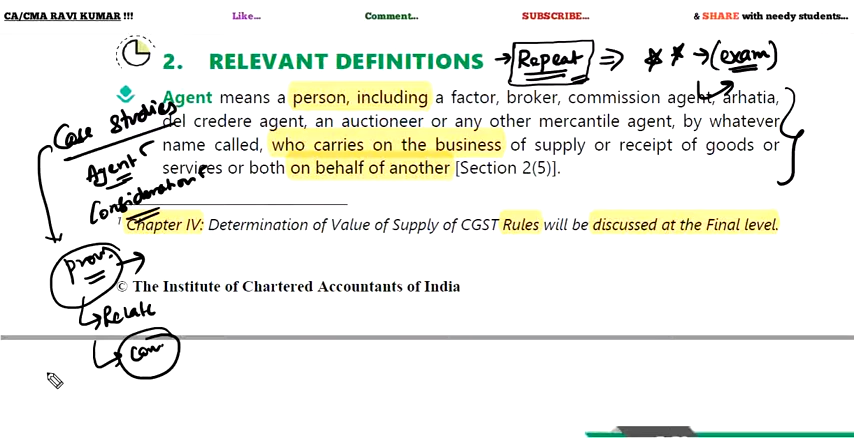 CA/CMA RAVI KUMAR !!!
Like...
Comment...
SUBSCRIBE...
& SHARE with needy students...
2. RELEVANT DEFINITIONS → Repeat ⇒ ** → (exam)
Agent means a person, including a factor, broker, commission agent, arhatia,
del credere agent, an auctioneer or any other mercantile agent, by whatever
name called, who carries on the business of supply or receipt of goods or
services or both on behalf of another [Section 2(5)].
Case Studies
Agent
Consideration
1 Chapter IV: Determination of Value of Supply of CGST Rules will be discussed at the Final level.
prov.
© The Institute of Chartered Accountants of India
Relate